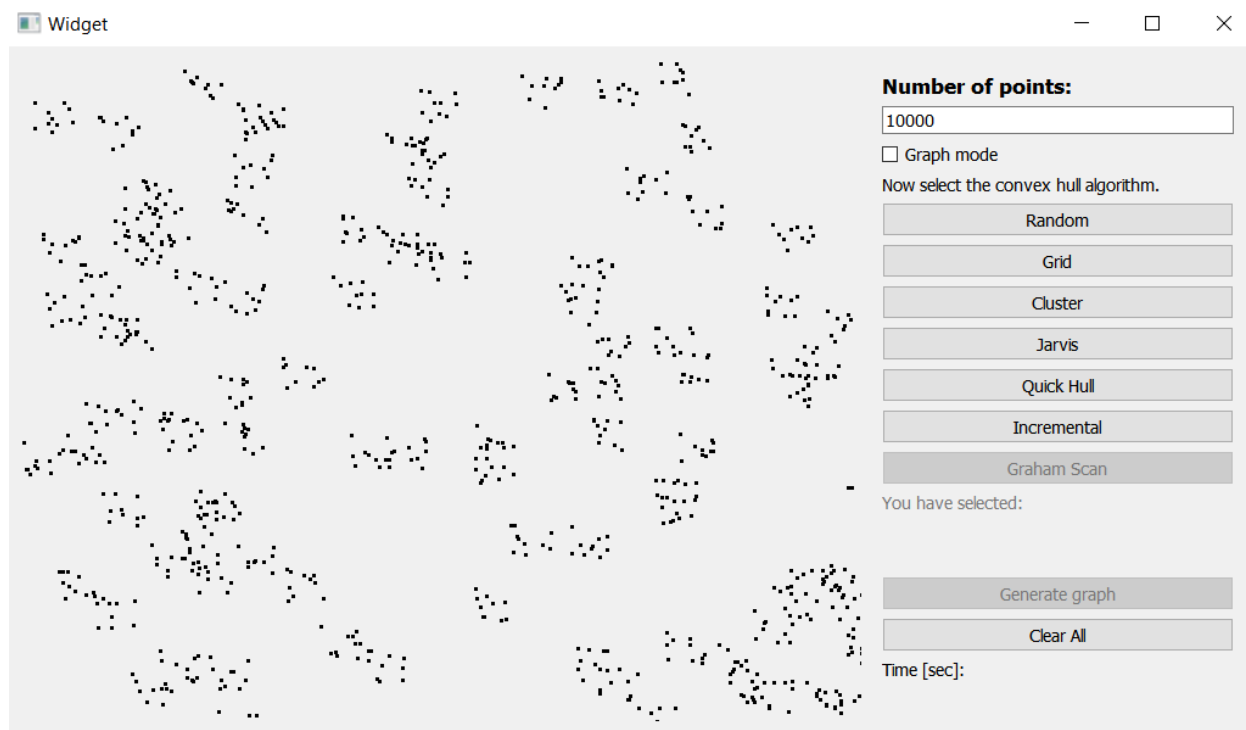 Widget
Number of points:
10000
Graph mode
Now select the convex hull algorithm.
Random
Grid
Cluster
Jarvis
Quick Hull
Incremental
Graham Scan
You have selected:
Generate graph
Clear All
Time [sec]: